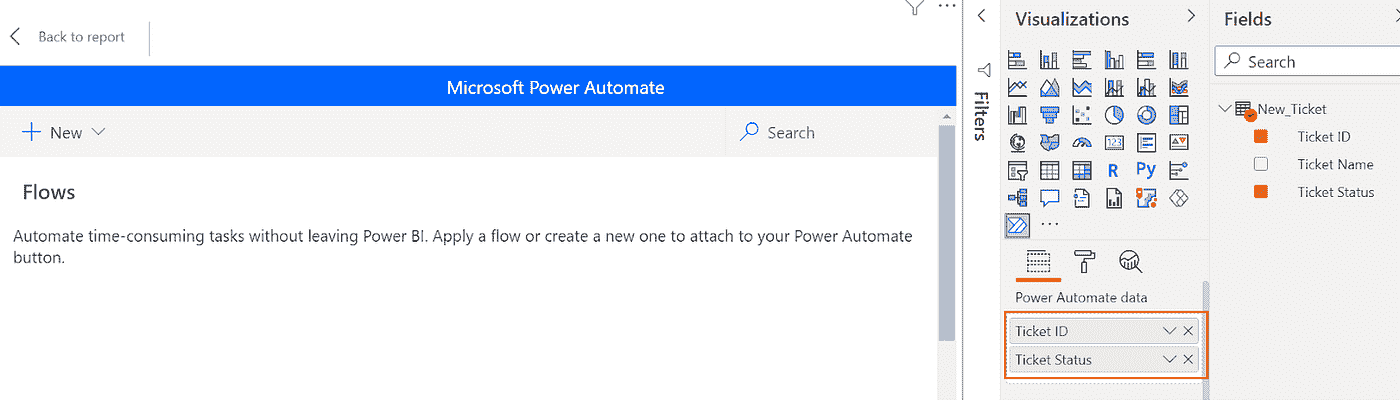 Back to report
Microsoft Power Automate
New
Search
Flows
Automate time-consuming tasks without leaving Power BI. Apply a flow or create a new one to attach to your Power Automate
button.
Filters
Visualizations
123
R
Py
Power Automate data
Ticket ID
Ticket Status
Fields
Search
New_Ticket
Ticket ID
Ticket Name
Ticket Status